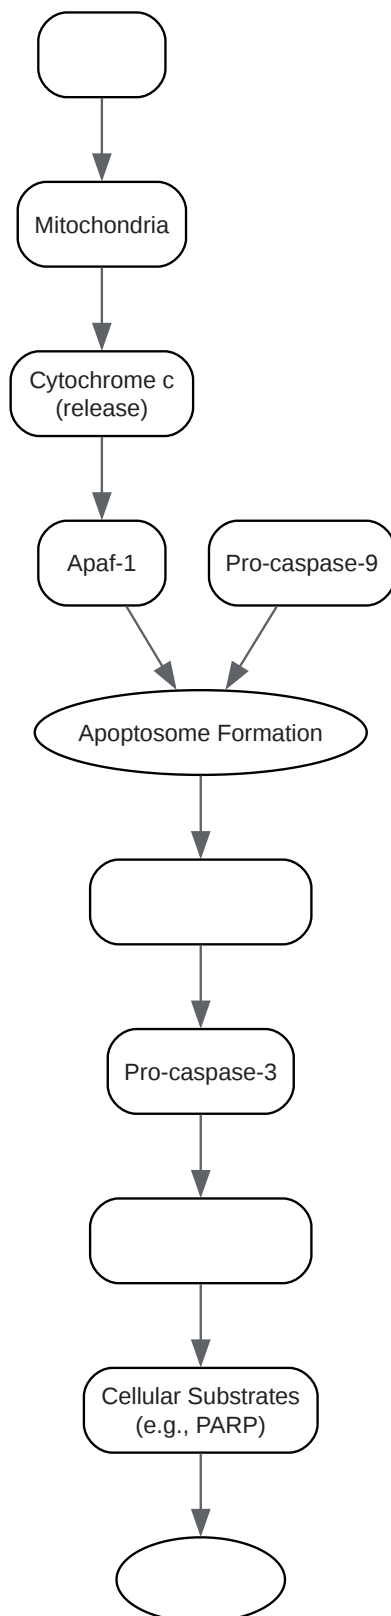 Mitochondria
Cytochrome c
(release)
Apaf-1
Pro-caspase-9
Apoptosome Formation
Pro-caspase-3
Cellular Substrates
(e.g., PARP)